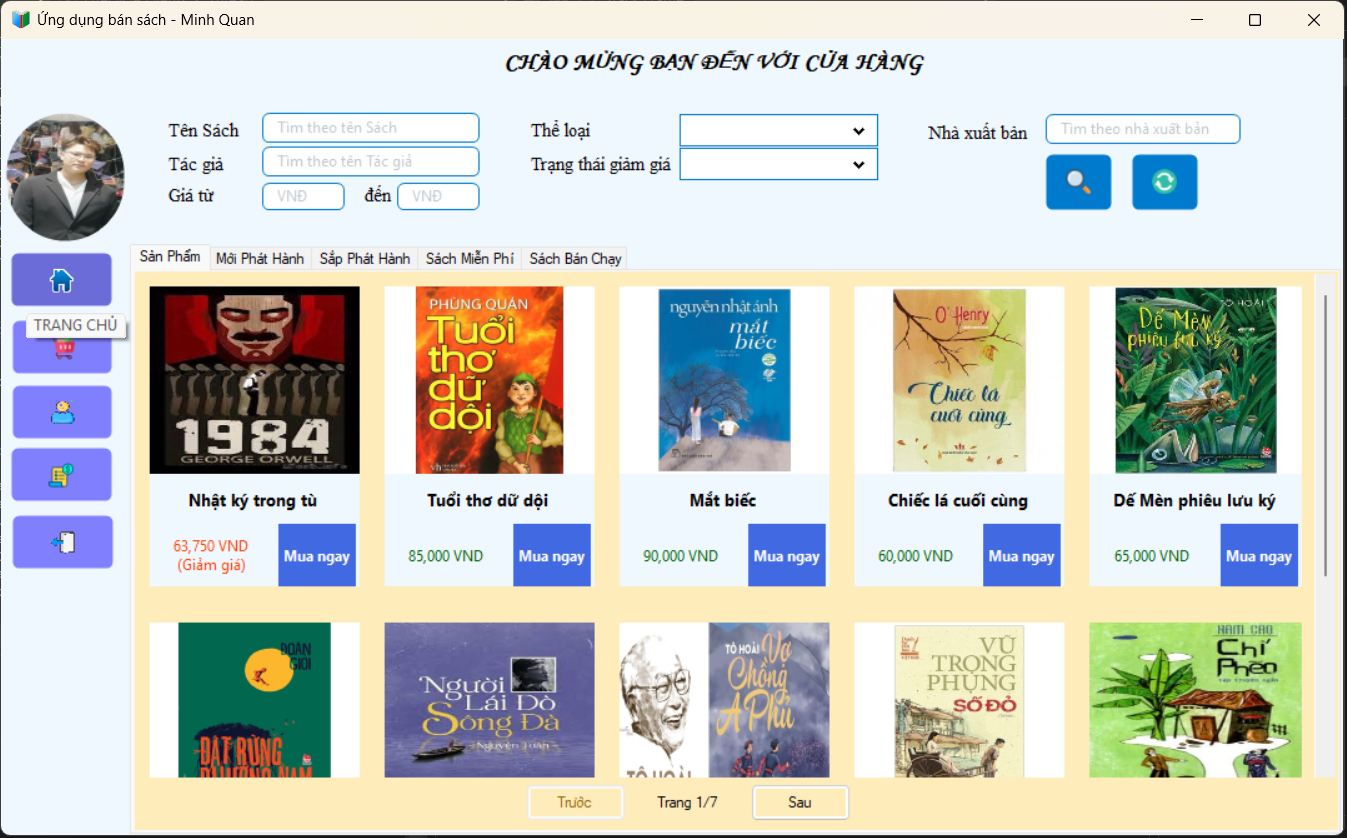 Ứng dụng bán sách - Minh Quan
CHÀO MỪNG BẠN ĐẾN VỚI CỬA HÀNG
Tên Sách
Tìm theo tên Sách
Thể loại
Nhà xuất bản
Tìm theo nhà xuất bản
Tác giả
Tìm theo tên Tác giả
Trạng thái giảm giá
Giá từ
VNĐ
đến
VNĐ
TRANG CHỦ
Sản Phẩm
Mới Phát Hành
Sắp Phát Hành
Sách Miễn Phí
Sách Bán Chạy
1984
GEORGE ORWELL
Nhật ký trong tù
63,750 VND
(Giảm giá)
Mua ngay
PHÙNG QUÁN
Tuổi
thơ
dữ
dội
Tuổi thơ dữ dội
85,000 VND
Mua ngay
nguyễn nhật ánh
mắt
biếc
Mắt biếc
90,000 VND
Mua ngay
O' Henry
Chiếc lá
cuối cùng
Chiếc lá cuối cùng
60,000 VND
Mua ngay
TÔ HOÀI
Dế Mèn
phiêu lưu ký
Dế Mèn phiêu lưu ký
65,000 VND
Mua ngay
ĐOÀN
GIỎI
ĐẤT RỪNG
PHƯƠNG NAM
Người
Lái Đò
Sông Đà
Nguyễn Tuân
TÔ HOÀI
TÔ HOÀI
Vợ
Chồng
A Phủ
VŨ
TRỌNG
PHỤNG
SỐ ĐỎ
NAM CAO
Chí
Phèo
Trước
Trang 1/7
Sau